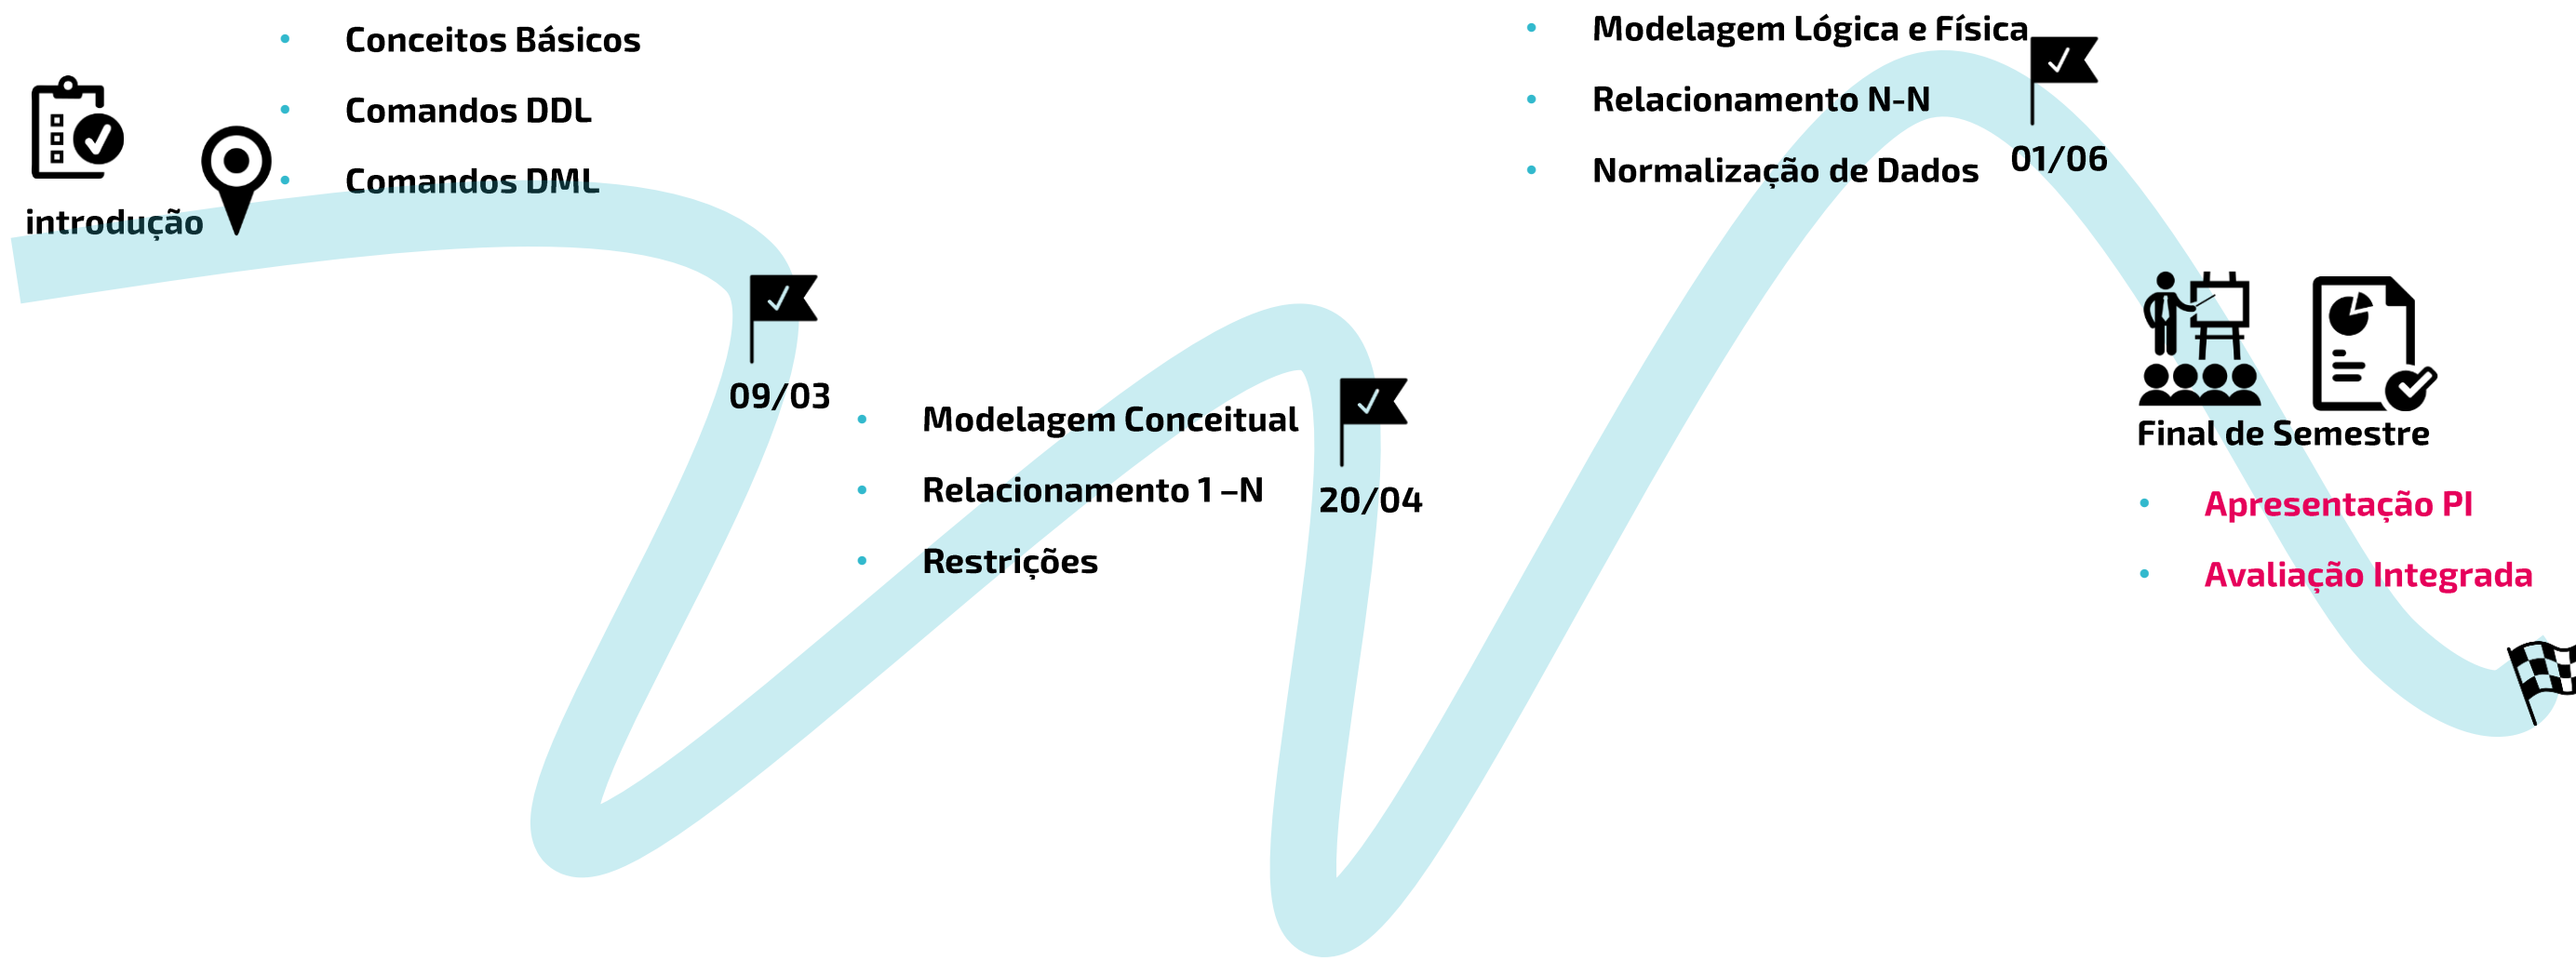 introdução
• Conceitos Básicos
• Comandos DDL
• Comandos DML
09/03
• Modelagem Conceitual
• Relacionamento 1 –N
• Restrições
20/04
• Modelagem Lógica e Física
• Relacionamento N-N
• Normalização de Dados
01/06
Final de Semestre
• Apresentação PI
• Avaliação Integrada